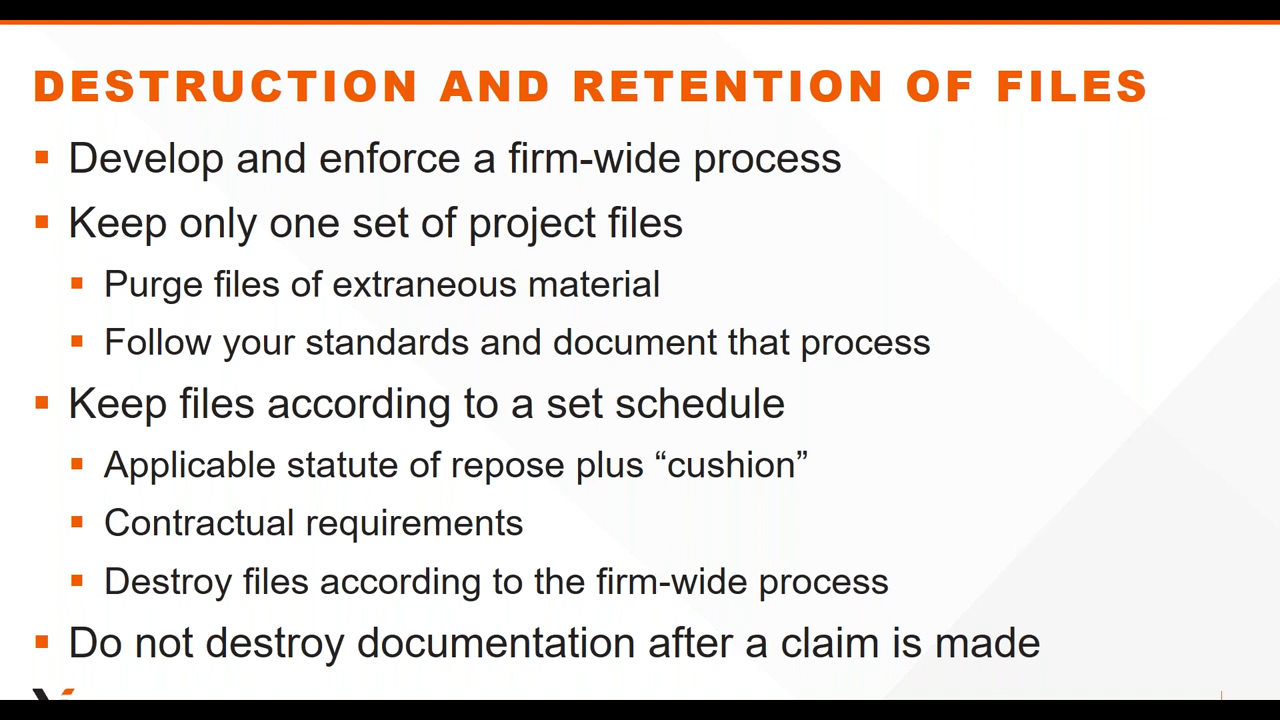 DESTRUCTION AND RETENTION OF FILES
Develop and enforce a firm-wide process
Keep only one set of project files
Purge files of extraneous material
Follow your standards and document that process
Keep files according to a set schedule
Applicable statute of repose plus “cushion”
Contractual requirements
Destroy files according to the firm-wide process
Do not destroy documentation after a claim is made